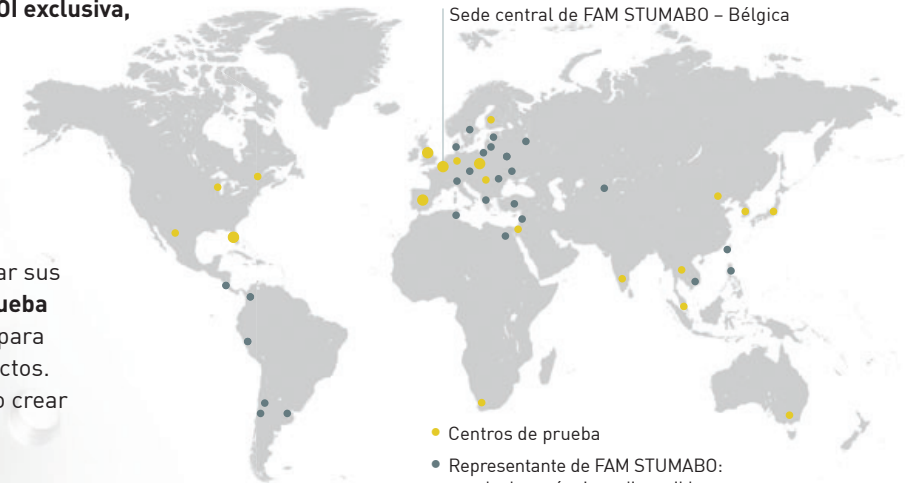 OI exclusiva,
Sede central de FAM STUMABO – Bélgica
ar sus
ueba
para
ctos.
o crear
Centros de prueba
Representante de FAM STUMABO: